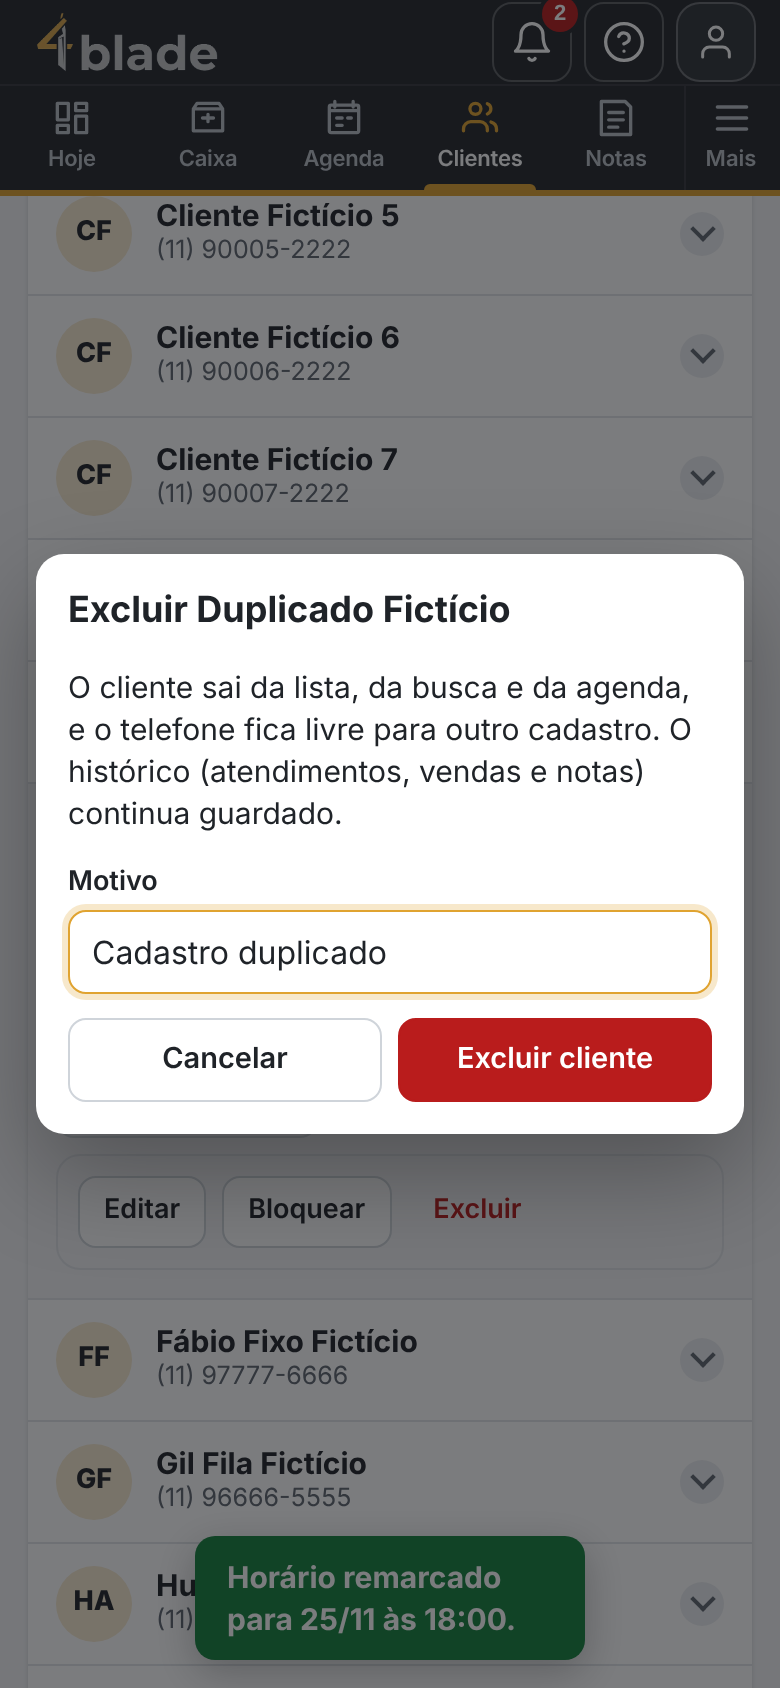 4blade
2
Hoje
Caixa
Agenda
Clientes
Notas
Mais
CF
Cliente Fictício 5
(11) 90005-2222
CF
Cliente Fictício 6
(11) 90006-2222
CF
Cliente Fictício 7
(11) 90007-2222
Excluir Duplicado Fictício
O cliente sai da lista, da busca e da agenda,
e o telefone fica livre para outro cadastro. O
histórico (atendimentos, vendas e notas)
continua guardado.
Motivo
Cadastro duplicado
Cancelar
Excluir cliente
Editar
Bloquear
Excluir
FF
Fábio Fixo Fictício
(11) 97777-6666
GF
Gil Fila Fictício
(11) 96666-5555
HA
Hu
(11)
Horário remarcado
para 25/11 às 18:00.